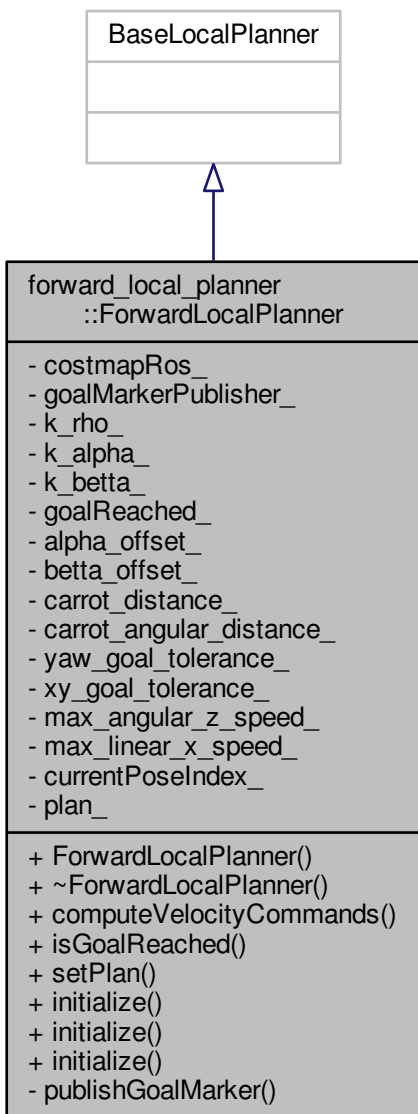 BaseLocalPlanner
forward_local_planner
::ForwardLocalPlanner
- costmapRos_
- goalMarkerPublisher_
- k_rho_
- k_alpha_
- k_betta_
- goalReached_
- alpha_offset_
- betta_offset_
- carrot_distance_
- carrot_angular_distance_
- yaw_goal_tolerance_
- xy_goal_tolerance_
- max_angular_z_speed_
- max_linear_x_speed_
- currentPoseIndex_
- plan_
+ ForwardLocalPlanner()
+ ~ForwardLocalPlanner()
+ computeVelocityCommands()
+ isGoalReached()
+ setPlan()
+ initialize()
+ initialize()
+ initialize()
- publishGoalMarker()